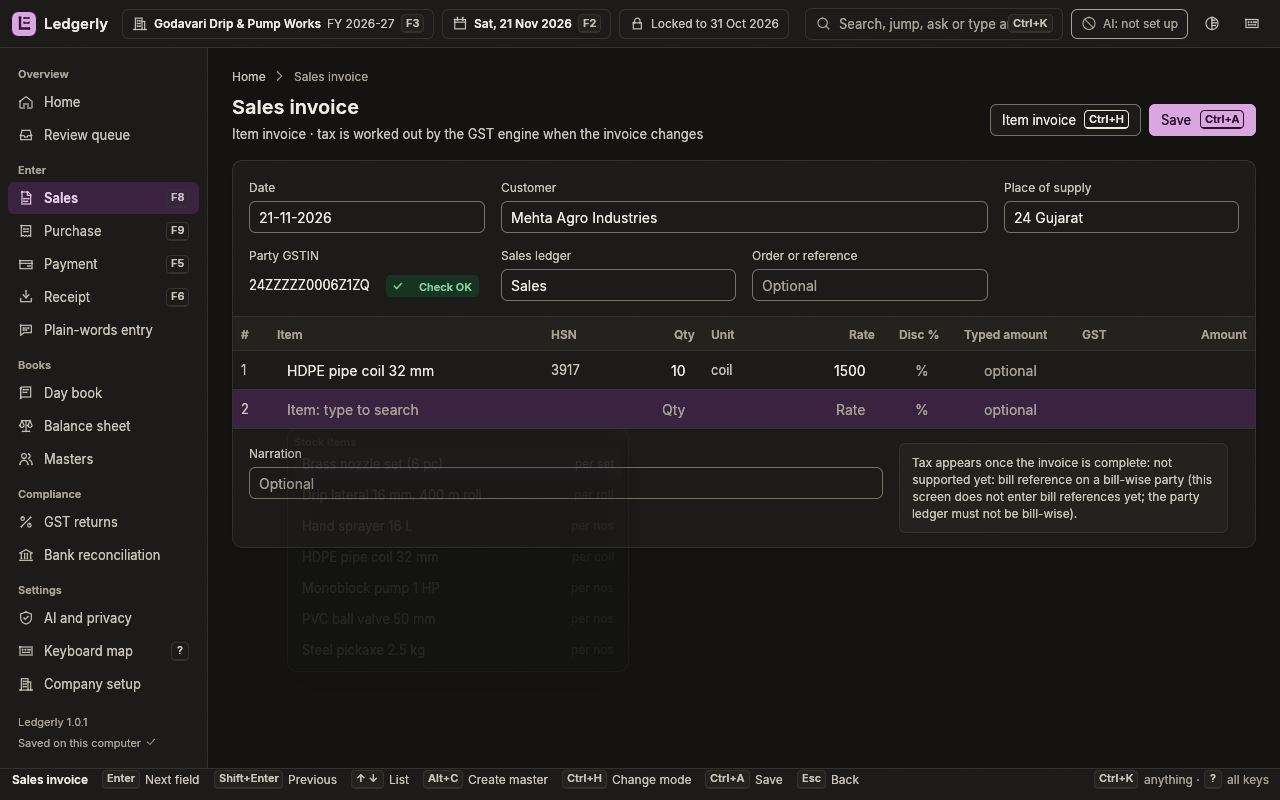 Ledgerly
Godavari Drip & Pump Works FY 2026-27 F3
Sat, 21 Nov 2026 F2
Locked to 31 Oct 2026
Search, jump, ask or type a Ctrl+K
AI: not set up
Overview
Home
Review queue
Enter
Sales F8
Purchase F9
Payment F5
Receipt F6
Plain-words entry
Books
Day book
Balance sheet
Masters
Compliance
GST returns
Bank reconciliation
Settings
AI and privacy
Keyboard map ?
Company setup
Ledgerly 1.0.1
Saved on this computer
Home Sales invoice
Sales invoice
Item invoice · tax is worked out by the GST engine when the invoice changes
Item invoice Ctrl+H
Save Ctrl+A
Date Customer Place of supply
21-11-2026 Mehta Agro Industries 24 Gujarat
Party GSTIN Sales ledger Order or reference
24ZZZZZ0006Z1ZQ Check OK Sales Optional
# Item HSN Qty Unit Rate Disc % Typed amount GST Amount
1 HDPE pipe coil 32 mm 3917 10 coil 1500 % optional
2 Item: type to search Qty Rate % optional
Stock items
Narration
Brass nozzle set (6 pc) per set
Optional
Drip lateral 16 mm, 400 m roll per roll
Hand sprayer 16 L per nos
HDPE pipe coil 32 mm per coil
Monoblock pump 1 HP per nos
PVC ball valve 50 mm per nos
Steel pickaxe 2.5 kg per nos
Tax appears once the invoice is complete: not
supported yet: bill reference on a bill-wise party (this
screen does not enter bill references yet; the party
ledger must not be bill-wise).
Sales invoice Enter Next field Shift+Enter Previous ↑ ↓ List Alt+C Create master Ctrl+H Change mode Ctrl+A Save Esc Back Ctrl+K anything · ? all keys